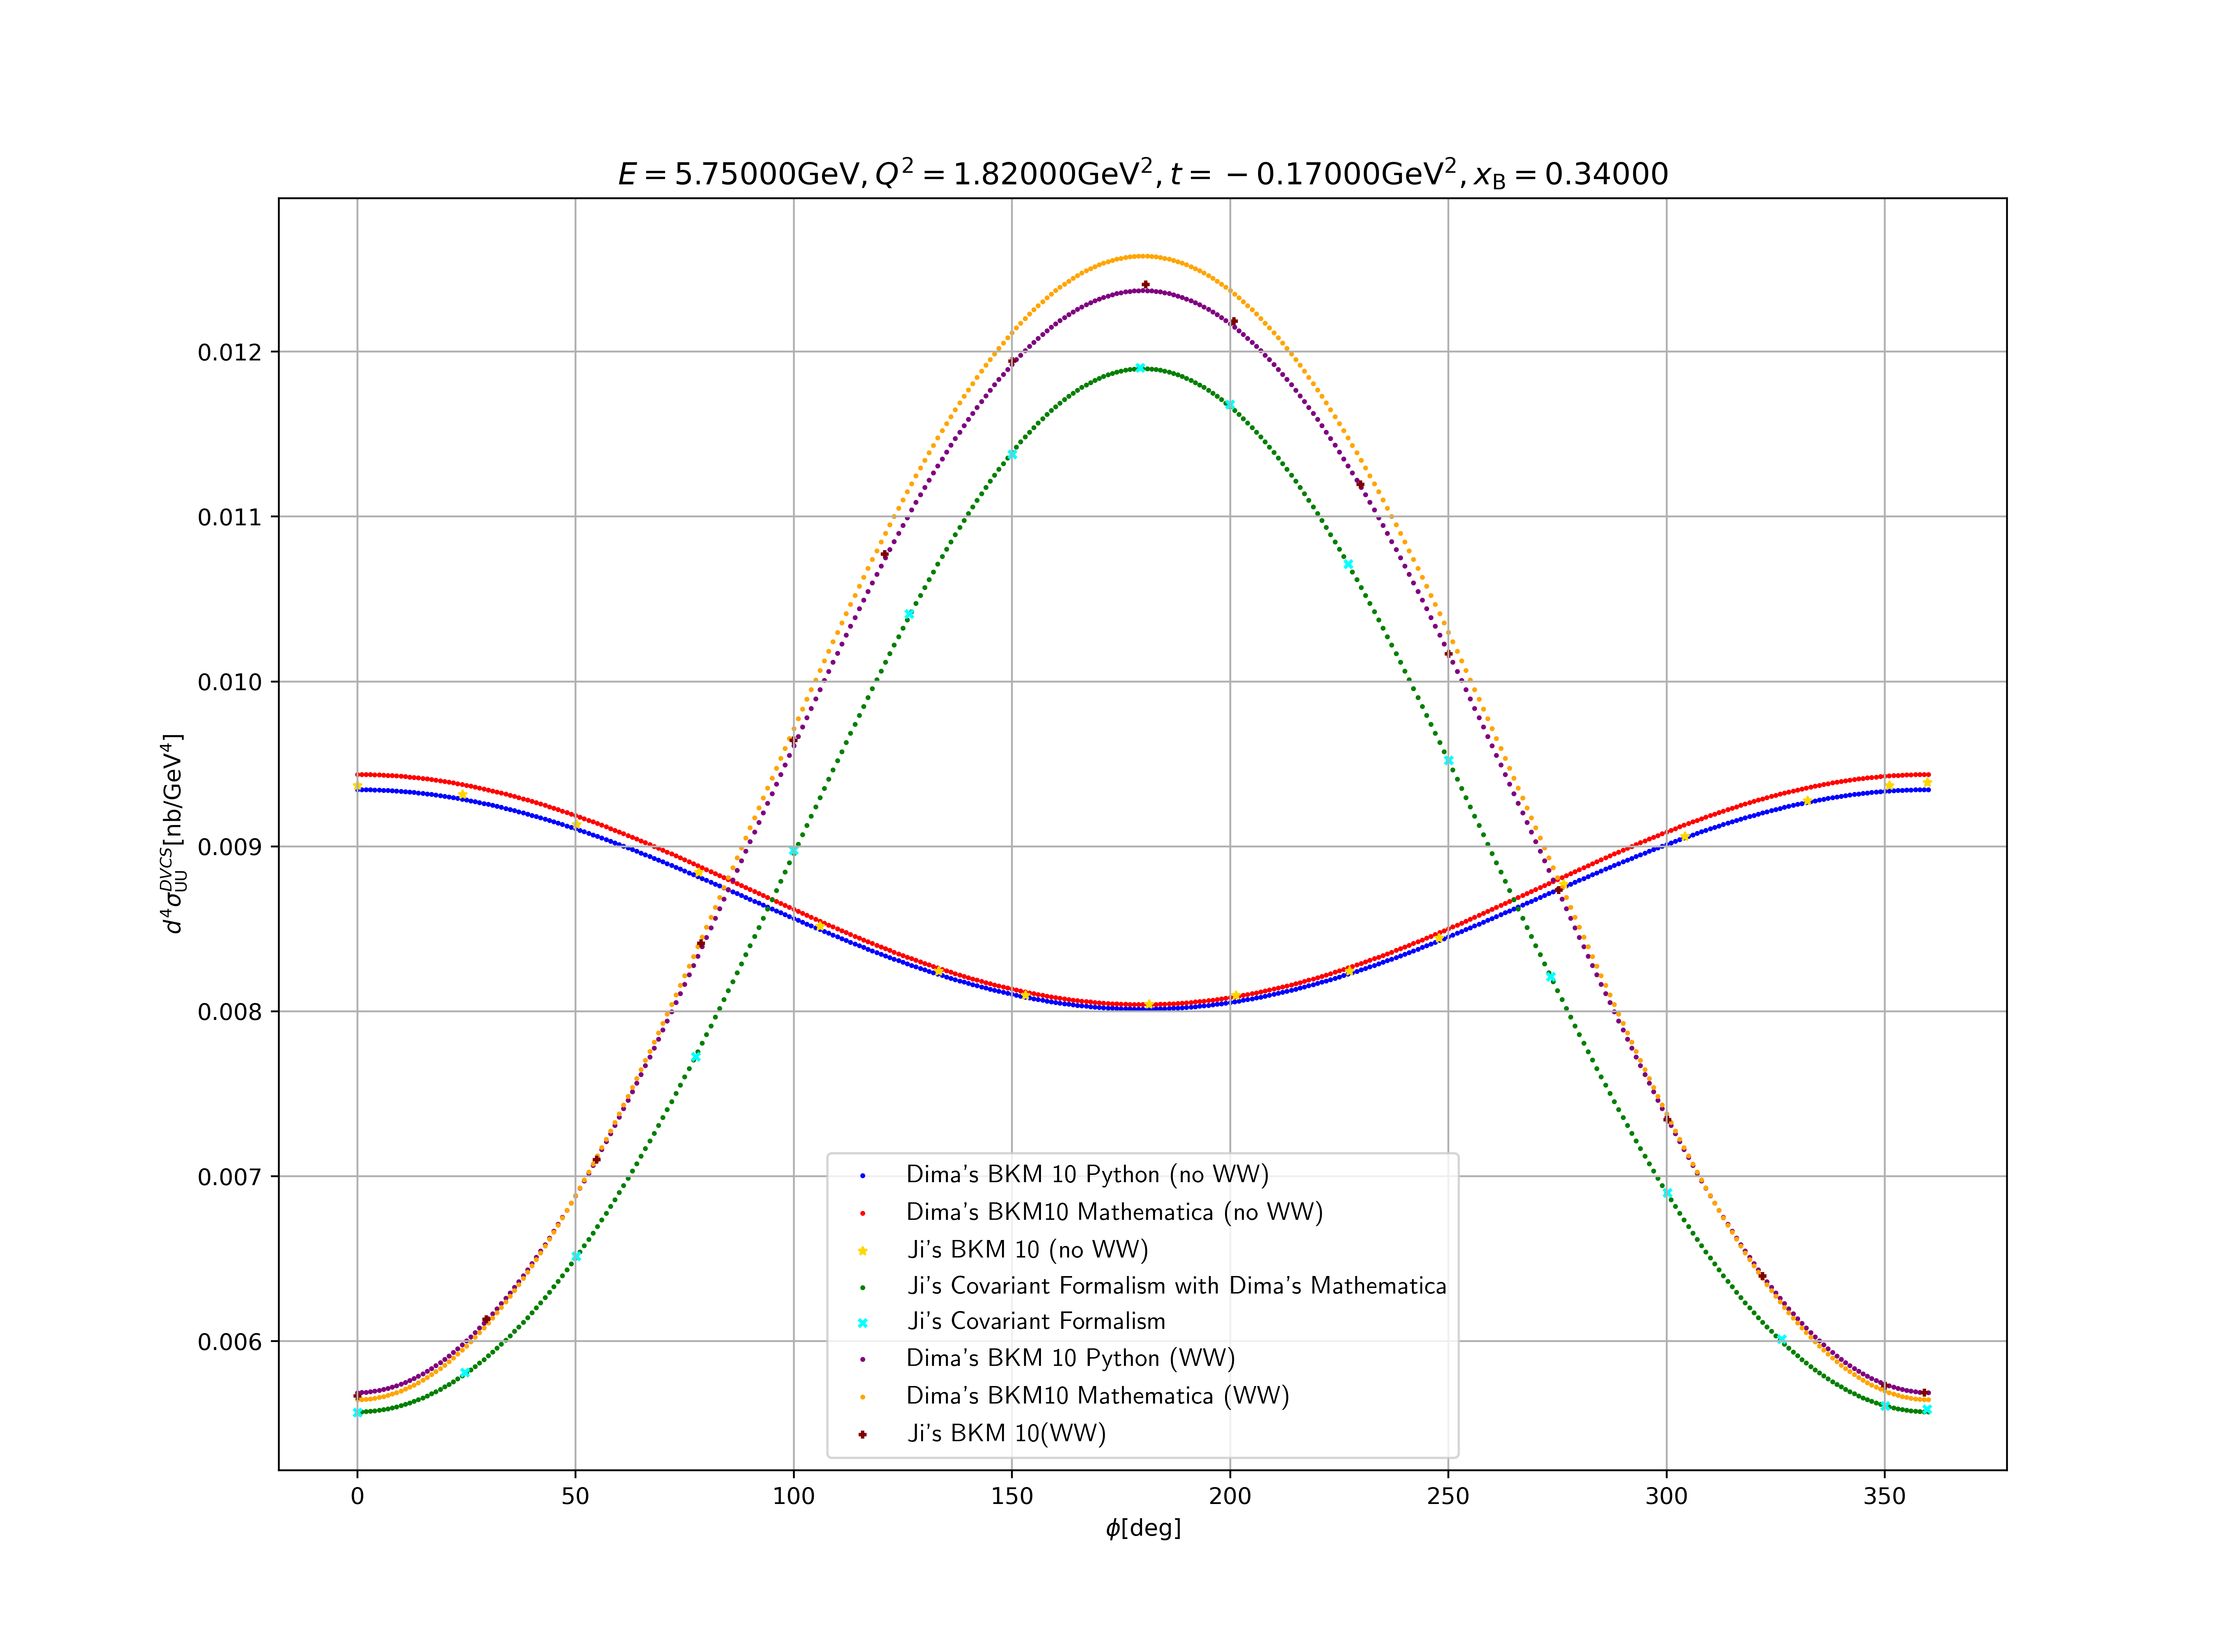 E = 5.75000GeV, Q² = 1.82000GeV², t = −0.17000GeV², x_B = 0.34000
d⁴σ_UU^DVCS [nb/GeV⁴]
0.012
0.011
0.010
0.009
0.008
0.007
0.006
Dima's BKM 10 Python (no WW)
Dima's BKM10 Mathematica (no WW)
Ji's BKM 10 (no WW)
Ji's Covariant Formalism with Dima's Mathematica
Ji's Covariant Formalism
Dima's BKM 10 Python (WW)
Dima's BKM10 Mathematica (WW)
Ji's BKM 10(WW)
0 50 100 150 200 250 300 350
ϕ[deg]